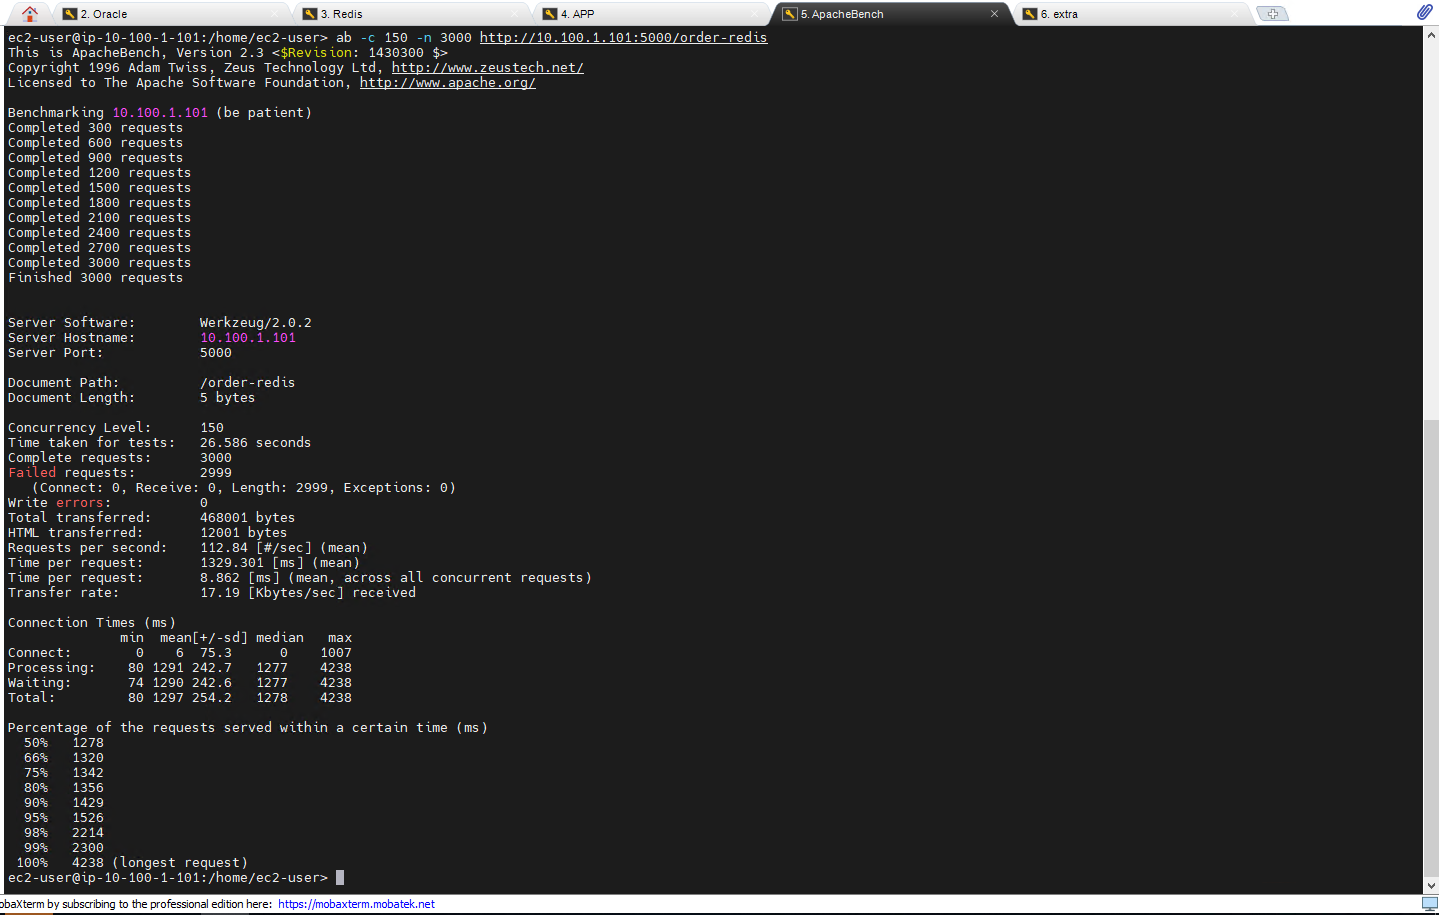 2. Oracle
3. Redis
4. APP
5. ApacheBench
6. extra
ec2-user@ip-10-100-1-101:/home/ec2-user> ab -c 150 -n 3000 http://10.100.1.101:5000/order-redis
This is ApacheBench, Version 2.3 <$Revision: 1430300 $>
Copyright 1996 Adam Twiss, Zeus Technology Ltd, http://www.zeustech.net/
Licensed to The Apache Software Foundation, http://www.apache.org/
Benchmarking 10.100.1.101 (be patient)
Completed 300 requests
Completed 600 requests
Completed 900 requests
Completed 1200 requests
Completed 1500 requests
Completed 1800 requests
Completed 2100 requests
Completed 2400 requests
Completed 2700 requests
Completed 3000 requests
Finished 3000 requests
Server Software:        Werkzeug/2.0.2
Server Hostname:        10.100.1.101
Server Port:            5000
Document Path:          /order-redis
Document Length:        5 bytes
Concurrency Level:      150
Time taken for tests:   26.586 seconds
Complete requests:      3000
Failed requests:        2999
   (Connect: 0, Receive: 0, Length: 2999, Exceptions: 0)
Write errors:           0
Total transferred:      468001 bytes
HTML transferred:       12001 bytes
Requests per second:    112.84 [#/sec] (mean)
Time per request:       1329.301 [ms] (mean)
Time per request:       8.862 [ms] (mean, across all concurrent requests)
Transfer rate:          17.19 [Kbytes/sec] received
Connection Times (ms)
              min  mean[+/-sd] median   max
Connect:        0    6  75.3      0    1007
Processing:    80 1291 242.7   1277    4238
Waiting:       74 1290 242.6   1277    4238
Total:         80 1297 254.2   1278    4238
Percentage of the requests served within a certain time (ms)
  50%   1278
  66%   1320
  75%   1342
  80%   1356
  90%   1429
  95%   1526
  98%   2214
  99%   2300
 100%   4238 (longest request)
ec2-user@ip-10-100-1-101:/home/ec2-user>
obaXterm by subscribing to the professional edition here: https://mobaxterm.mobatek.net